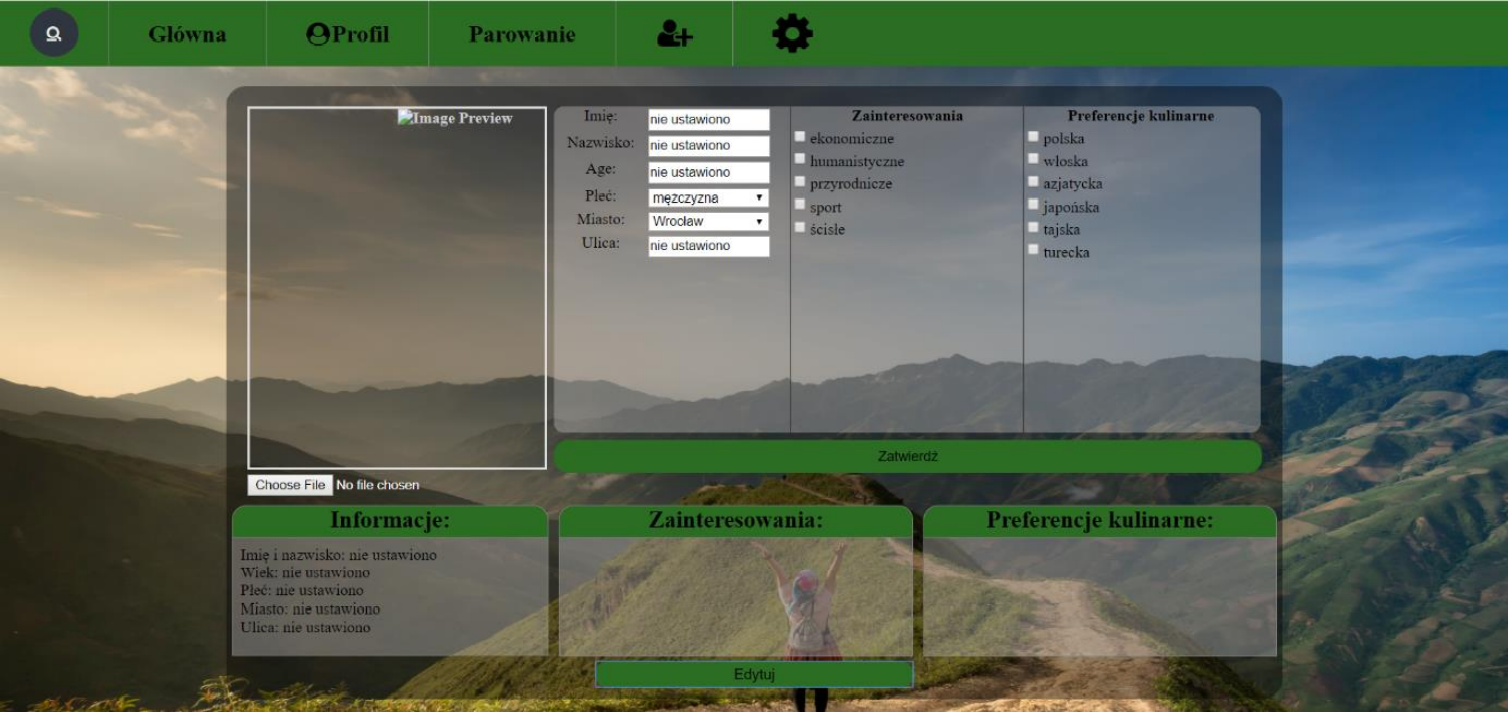 Główna
Profil
Parowanie
Image Preview
Imię: nie ustawiono
Nazwisko: nie ustawiono
Age: nie ustawiono
Płeć: mężczyzna
Miasto: Wrocław
Ulica: nie ustawiono
Zainteresowania
ekonomiczne
humanistyczne
przyrodnicze
sport
ścisłe
Preferencje kulinarne
polska
włoska
azjatycka
japońska
tajska
turecka
Zatwierdź
Choose File No file chosen
Informacje:
Imię i nazwisko: nie ustawiono
Wiek: nie ustawiono
Płeć: nie ustawiono
Miasto: nie ustawiono
Ulica: nie ustawiono
Zainteresowania:
Preferencje kulinarne:
Edytuj